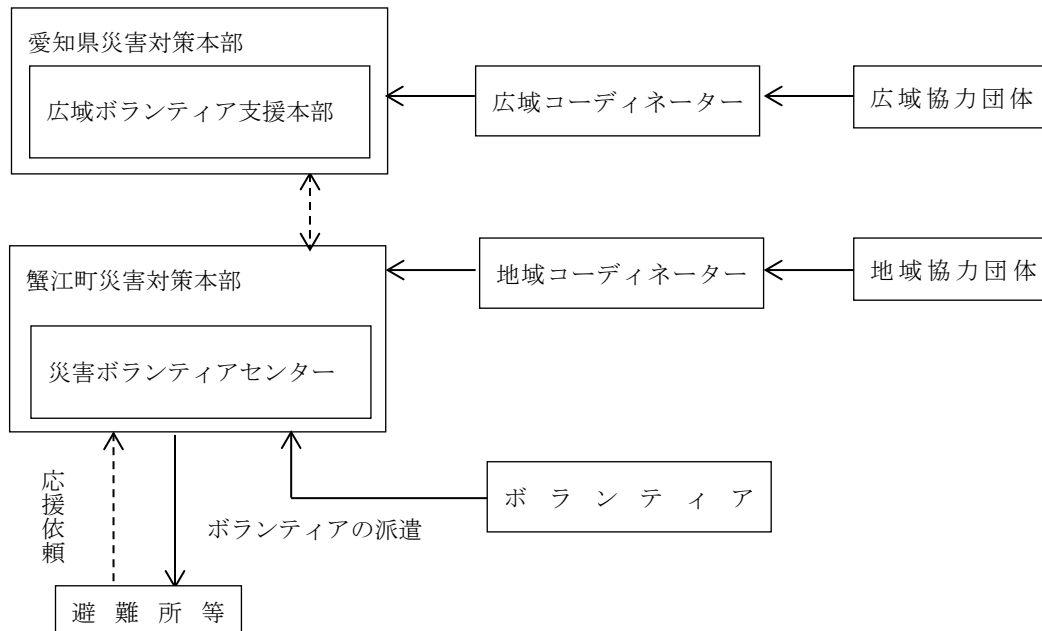 愛知県災害対策本部
広域ボランティア支援本部
広域コーディネーター
広域協力団体
蟹江町災害対策本部
地域コーディネーター
地域協力団体
災害ボランティアセンター
応援依頼
ボランティアの派遣
ボランティア
避難所等